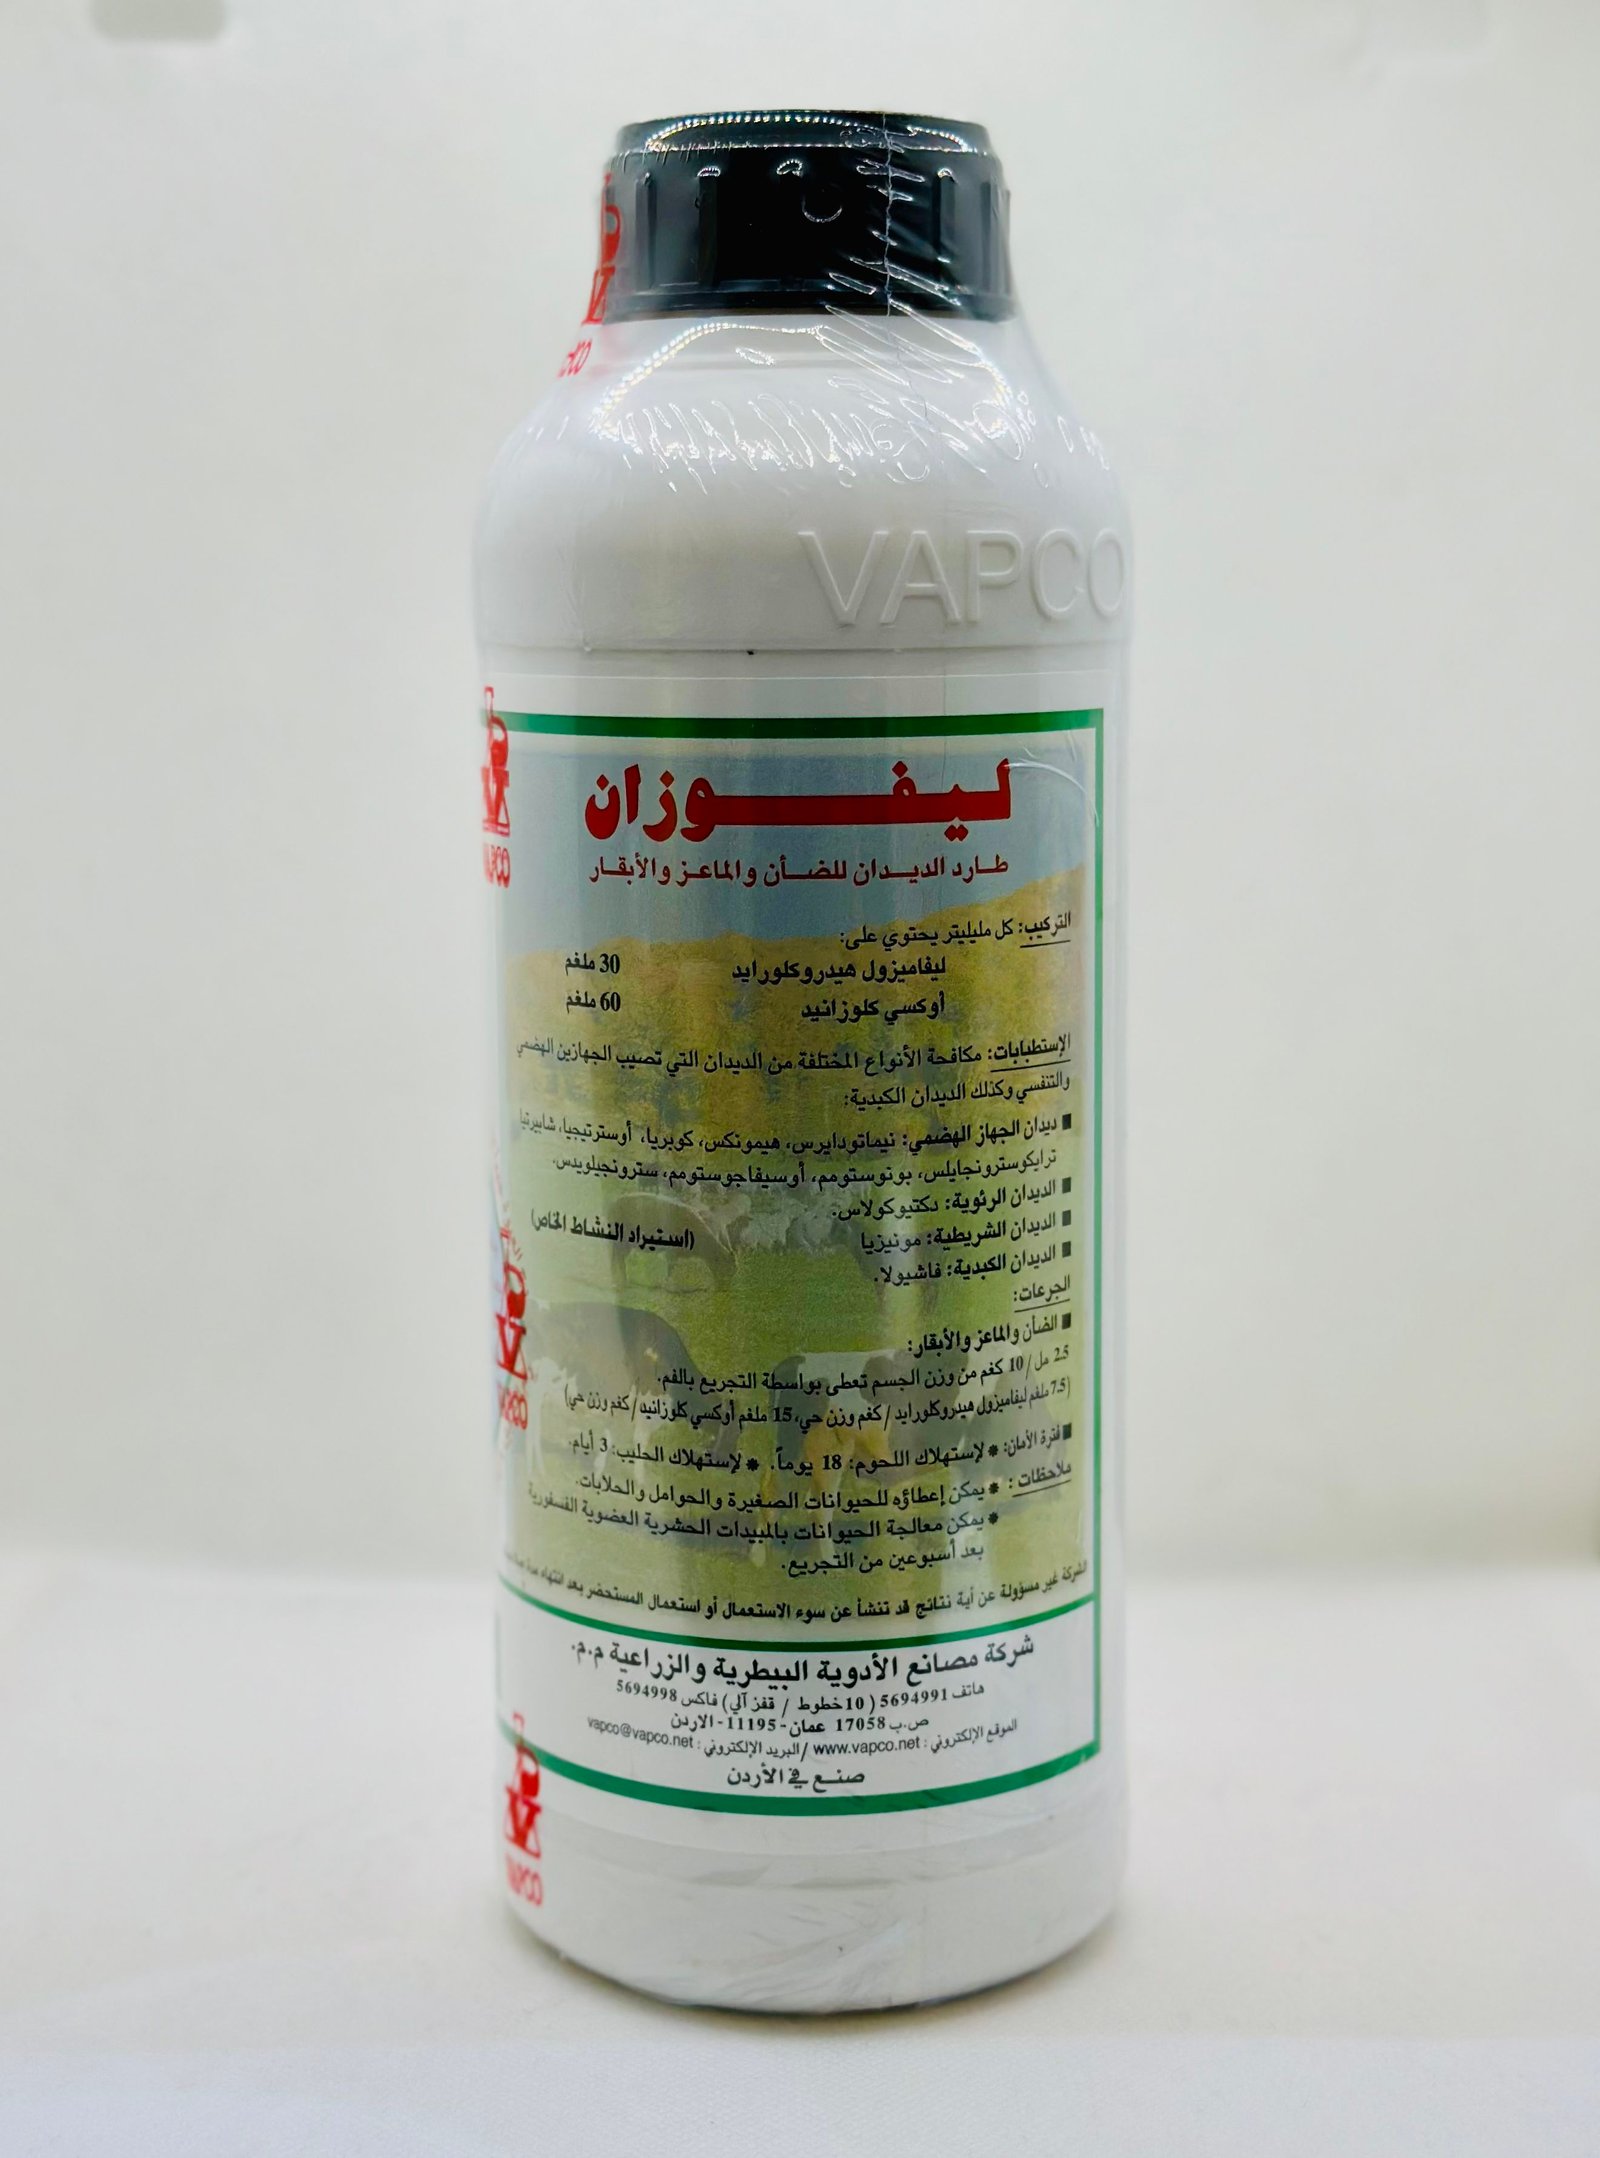 VAPCO
ليفوزان
طارد الديدان للضأن والماعز والأبقار
التركيب: كل مليليتر يحتوي على:
ليفاميزول هيدروكلورايد 30 ملغم
أوكسي كلوزانيد 60 ملغم
الإستطبابات: مكافحة الأنواع المختلفة من الديدان التي تصيب الجهازين الهضمي
والتنفسي وكذلك الديدان الكبدية:
■ ديدان الجهاز الهضمي: نيماتودايرس، هيمونكس، كوبريا، أوسترتيجيا، شابيرتيا
ترايكوسترونجايلس، بونوستومم، أوسيفاجوستومم، سترونجيلويدس.
■ الديدان الرئوية: دكتيوكولاس.
■ الديدان الشريطية: مونيزيا (استيراد النشاط الخاص)
■ الديدان الكبدية: فاشيولا.
الجرعات:
■ الضأن والماعز والأبقار:
2.5 مل/10 كغم من وزن الجسم تعطى بواسطة التجريع بالفم.
(7.5 ملغم ليفاميزول هيدروكلورايد/كغم وزن حي، 15 ملغم أوكسي كلوزانيد/كغم وزن حي)
■ فترة الأمان: * لإستهلاك اللحوم: 18 يوماً. * لإستهلاك الحليب: 3 أيام.
ملاحظات: * يمكن إعطاؤه للحيوانات الصغيرة والحوامل والحلابات.
* يمكن معالجة الحيوانات بالمبيدات الحشرية العضوية الفسفورية
بعد أسبوعين من التجريع.
الشركة غير مسؤولة عن أية نتائج قد تنشأ عن سوء الاستعمال أو استعمال المستحضر بعد انتهاء مدة
شركة مصانع الأدوية البيطرية والزراعية م.م.
هاتف 5694991 (10 خطوط / قفز آلي) فاكس 5694998
ص.ب 17058 عمان - 11195 - الاردن
الموقع الإلكتروني: www.vapco.net /البريد الإلكتروني: vapco@vapco.net
صنع في الأردن
VAPCO